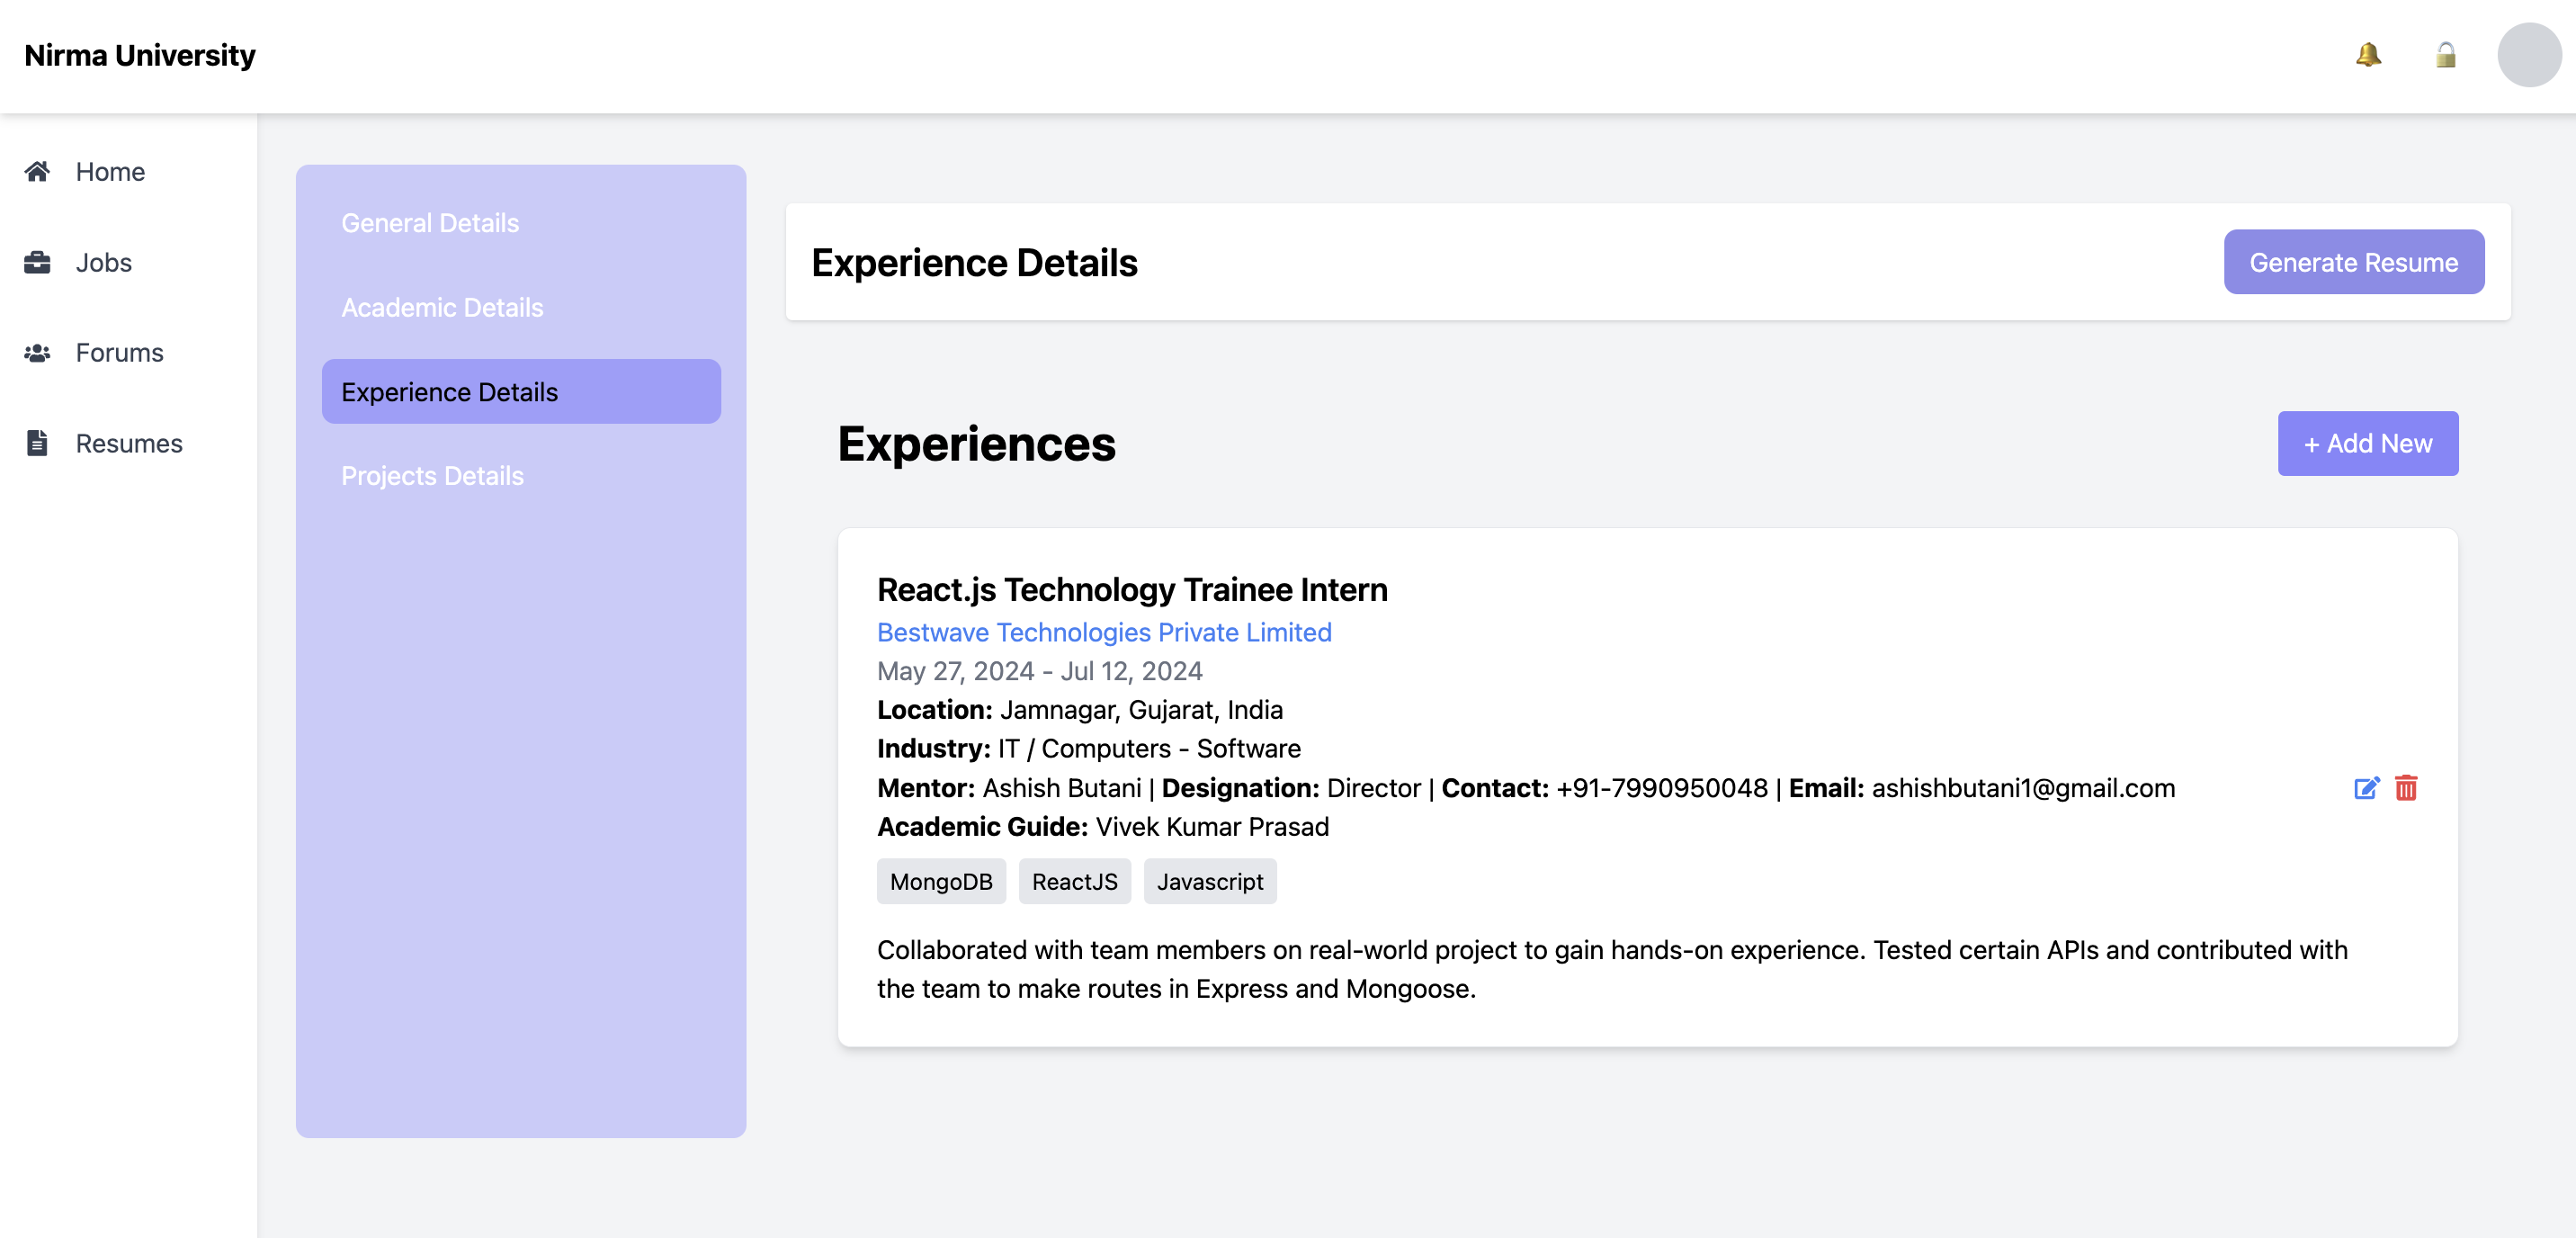 Nirma University
Home
Jobs
Forums
Resumes
General Details
Academic Details
Experience Details
Projects Details
Experience Details
Generate Resume
Experiences
+ Add New
React.js Technology Trainee Intern
Bestwave Technologies Private Limited
May 27, 2024 - Jul 12, 2024
Location: Jamnagar, Gujarat, India
Industry: IT / Computers - Software
Mentor: Ashish Butani | Designation: Director | Contact: +91-7990950048 | Email: ashishbutani1@gmail.com
Academic Guide: Vivek Kumar Prasad
MongoDB ReactJS Javascript
Collaborated with team members on real-world project to gain hands-on experience. Tested certain APIs and contributed with
the team to make routes in Express and Mongoose.